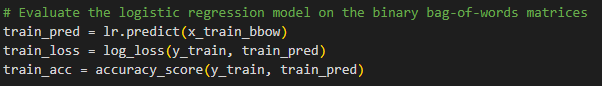 # Evaluate the logistic regression model on the binary bag-of-words matrices
train_pred = lr.predict(x_train_bbow)
train_loss = log_loss(y_train, train_pred)
train_acc = accuracy_score(y_train, train_pred)